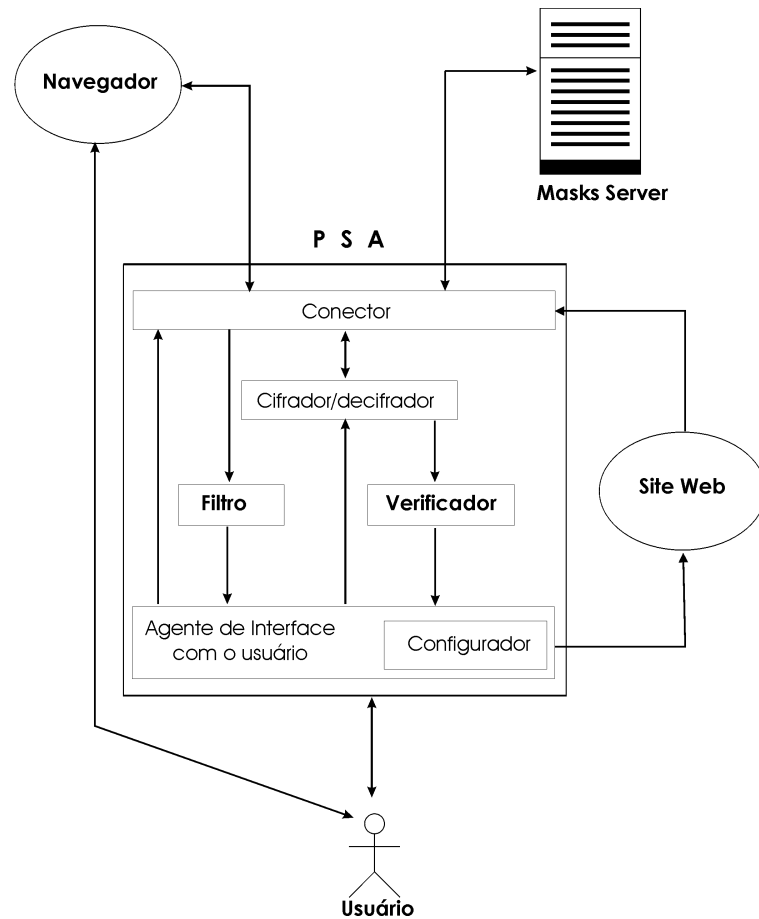 Navegador
Masks Server
P S A
Conector
Cifrador/decifrador
Filtro
Verificador
Site Web
Agente de Interface
com o usuário
Configurador
Usuário